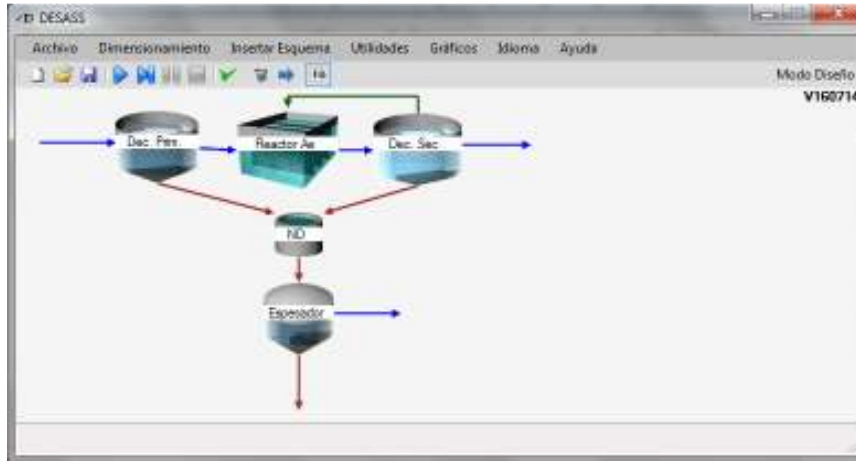 DESASS
Archivo Dimensionamiento Insertar Esquema Utilidades Gráficos Idioma Ayuda
Modo Diseño
V160714
Dec. Prim. Reactor Ae Dec. Sec
ND
Espesador